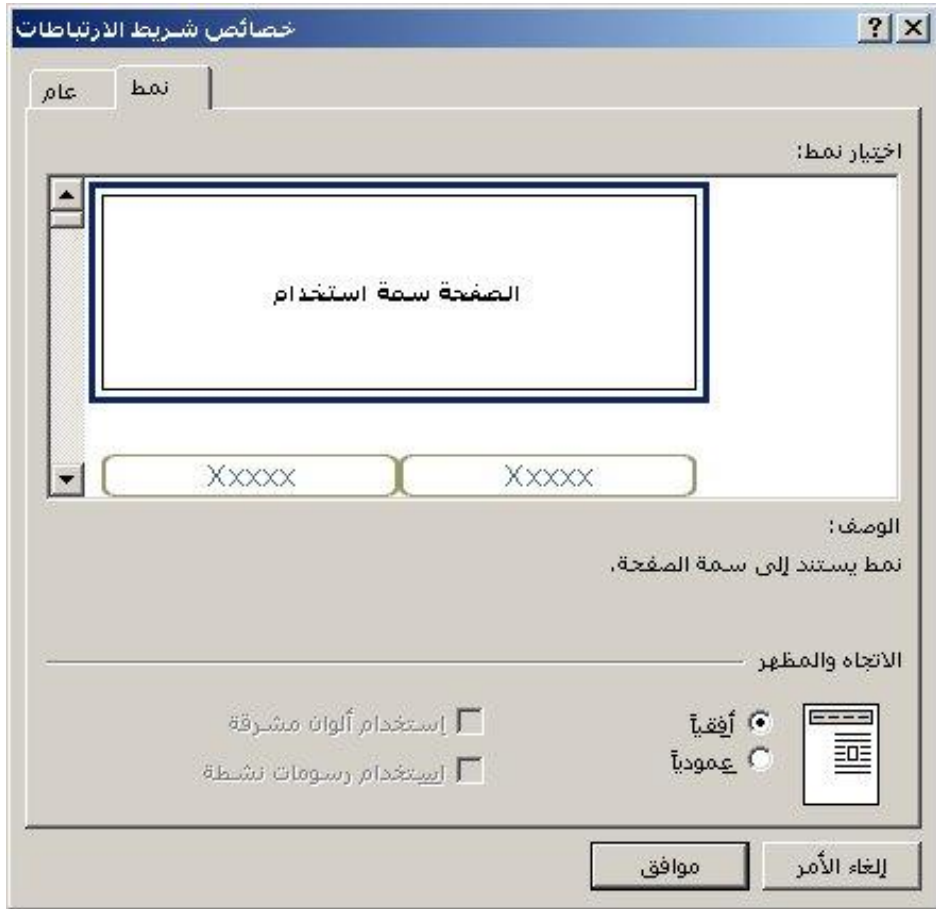 خصائص شريط الارتباطات
نمط
عام
اختيار نمط:
الصفحة سمة استخدام
Xxxxx Xxxxx
الوصف:
نمط يستند إلى سمة الصفحة.
الاتجاه والمظهر
أفقياً
إستخدام ألوان مشرقة
عمودياً
إستخدام رسومات نشطة
إلغاء الأمر
موافق